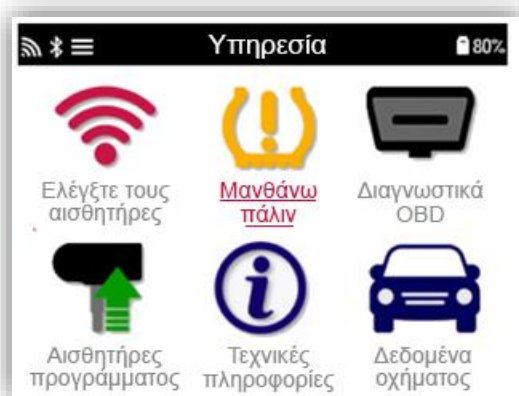 Υπηρεσία
80%
Ελέγξτε τους
αισθητήρες
Μανθάνω
πάλιν
Διαγνωστικά
OBD
Αισθητήρες
προγράμματος
Τεχνικές
πληροφορίες
Δεδομένα
οχήματος